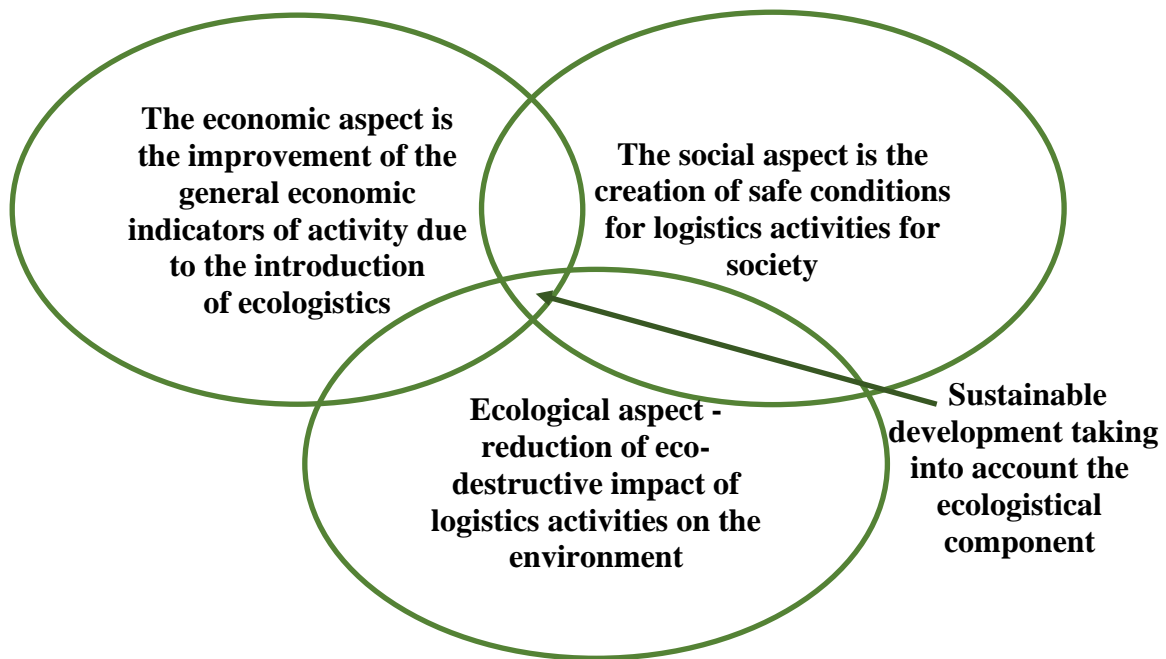 The economic aspect is
the improvement of the
general economic
indicators of activity due
to the introduction
of ecologistics
The social aspect is the
creation of safe conditions
for logistics activities for
society
Ecological aspect -
reduction of eco-
destructive impact of
logistics activities on the
environment
Sustainable
development taking
into account the
ecologistical
component